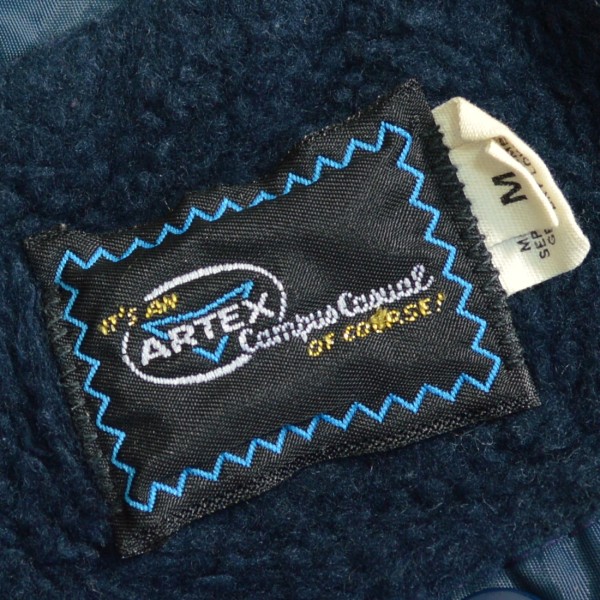 IT'S AN
ARTEX
Campus Casual
OF COURSE!
M